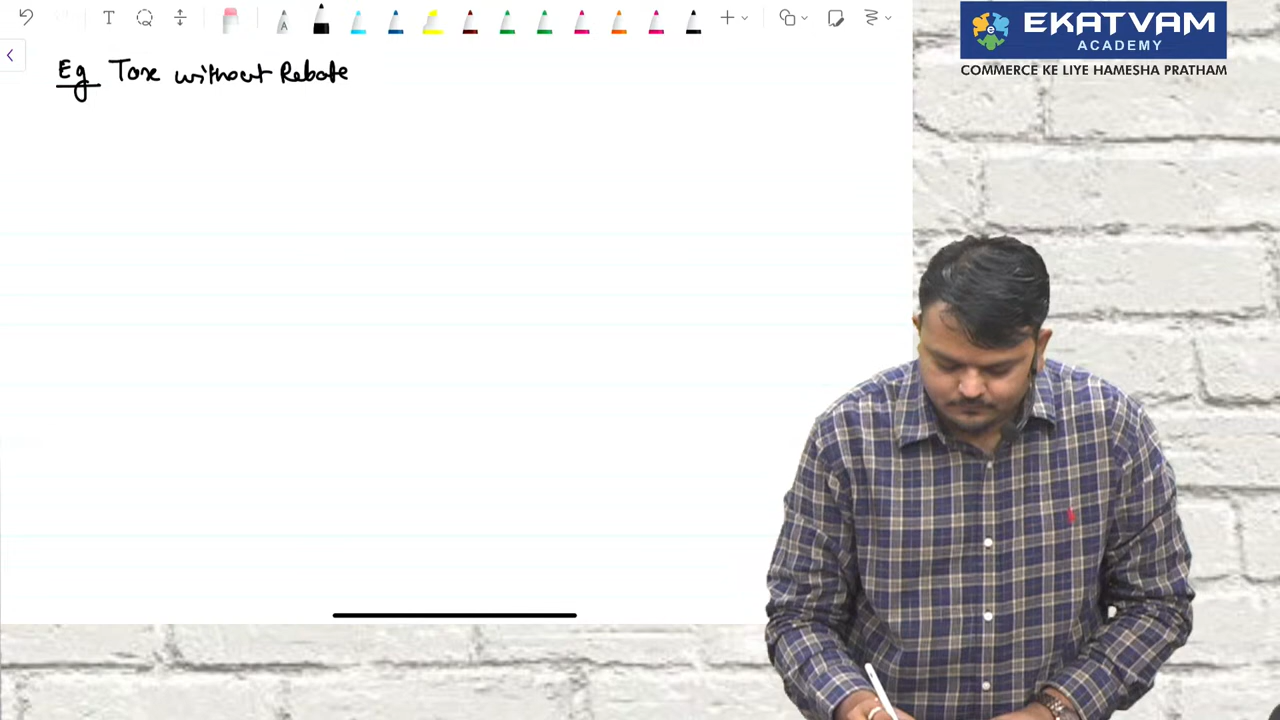 EKATVAM
ACADEMY
COMMERCE KE LIYE HAMESHA PRATHAM
Eg Tax without Rebate